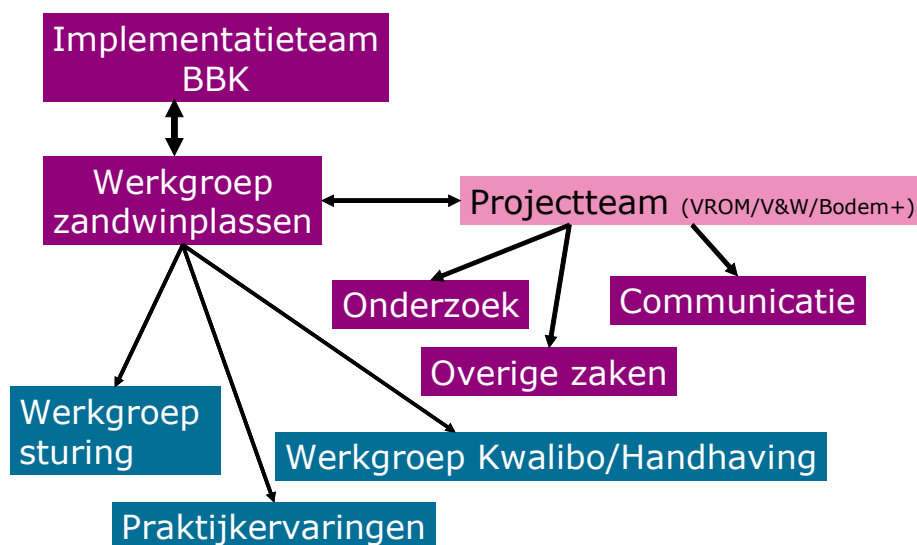 Implementatieteam
BBK
Werkgroep
zandwinplassen
Projectteam (VROM/V&W/Bodem+)
Onderzoek
Communicatie
Overige zaken
Werkgroep
sturing
Werkgroep Kwalibo/Handhaving
Praktijkervaringen